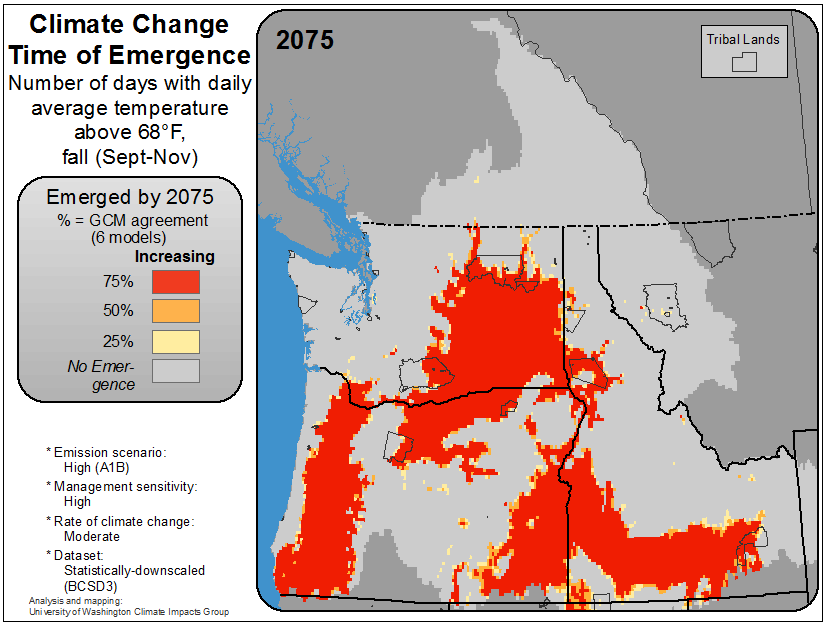 Climate Change
Time of Emergence
Number of days with daily
average temperature
above 68°F,
fall (Sept-Nov)
Emerged by 2075
% = GCM agreement
(6 models)
Increasing
75%
50%
25%
No Emer-
gence
* Emission scenario:
High (A1B)
* Management sensitivity:
High
* Rate of climate change:
Moderate
* Dataset:
Statistically-downscaled
(BCSD3)
Analysis and mapping:
University of Washington Climate Impacts Group
2075
Tribal Lands